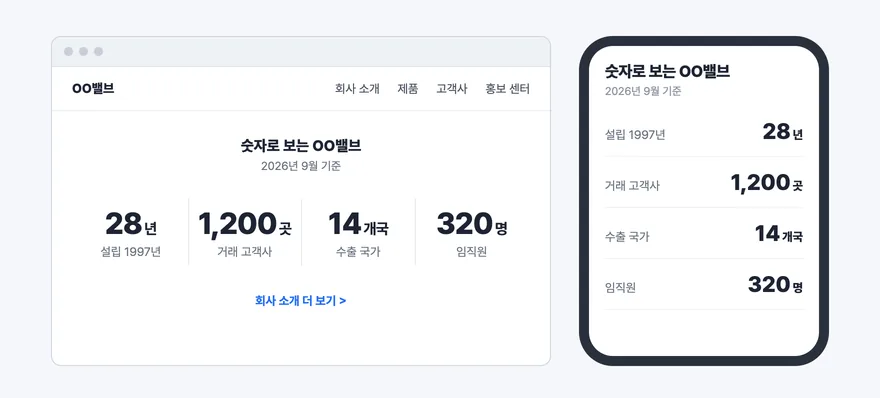 OO밸브
회사 소개 제품 고객사 홍보 센터
숫자로 보는 OO밸브
2026년 9월 기준
28년 1,200곳 14개국 320명
설립 1997년 거래 고객사 수출 국가 임직원
회사 소개 더 보기 >
숫자로 보는 OO밸브
2026년 9월 기준
설립 1997년 28년
거래 고객사 1,200곳
수출 국가 14개국
임직원 320명